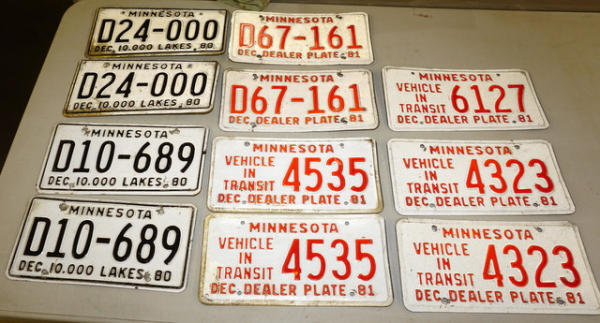 MINNESOTA
D24-000
DEC. 10,000 LAKES. 80
MINNESOTA
D24-000
DEC. 10,000 LAKES. 80
MINNESOTA
D10-689
DEC. 10,000 LAKES. 80
MINNESOTA
D10-689
DEC. 10,000 LAKES. 80
MINNESOTA
D67-161
DEC. DEALER PLATE. 81
MINNESOTA
D67-161
DEC. DEALER PLATE. 81
MINNESOTA
VEHICLE
IN 4535
TRANSIT
DEC. DEALER PLATE. 81
MINNESOTA
VEHICLE
IN 4535
TRANSIT
DEC. DEALER PLATE. 81
MINNESOTA
VEHICLE
IN 6127
TRANSIT
DEC. DEALER PLATE. 81
MINNESOTA
VEHICLE
IN 4323
TRANSIT
DEC. DEALER PLATE. 81
MINNESOTA
VEHICLE
IN 4323
TRANSIT
DEC. DEALER PLATE. 81